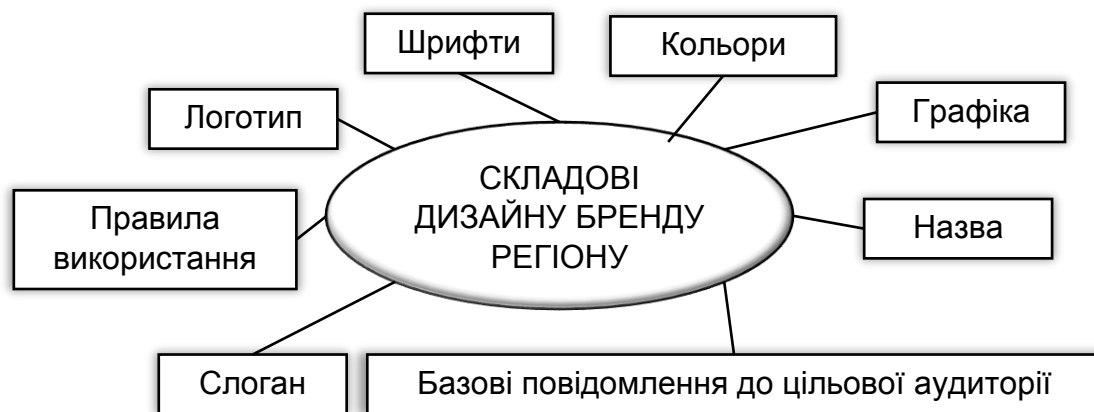 Шрифти
Кольори
Логотип
Графіка
СКЛАДОВІ
ДИЗАЙНУ БРЕНДУ
РЕГІОНУ
Правила
використання
Назва
Слоган
Базові повідомлення до цільової аудиторії